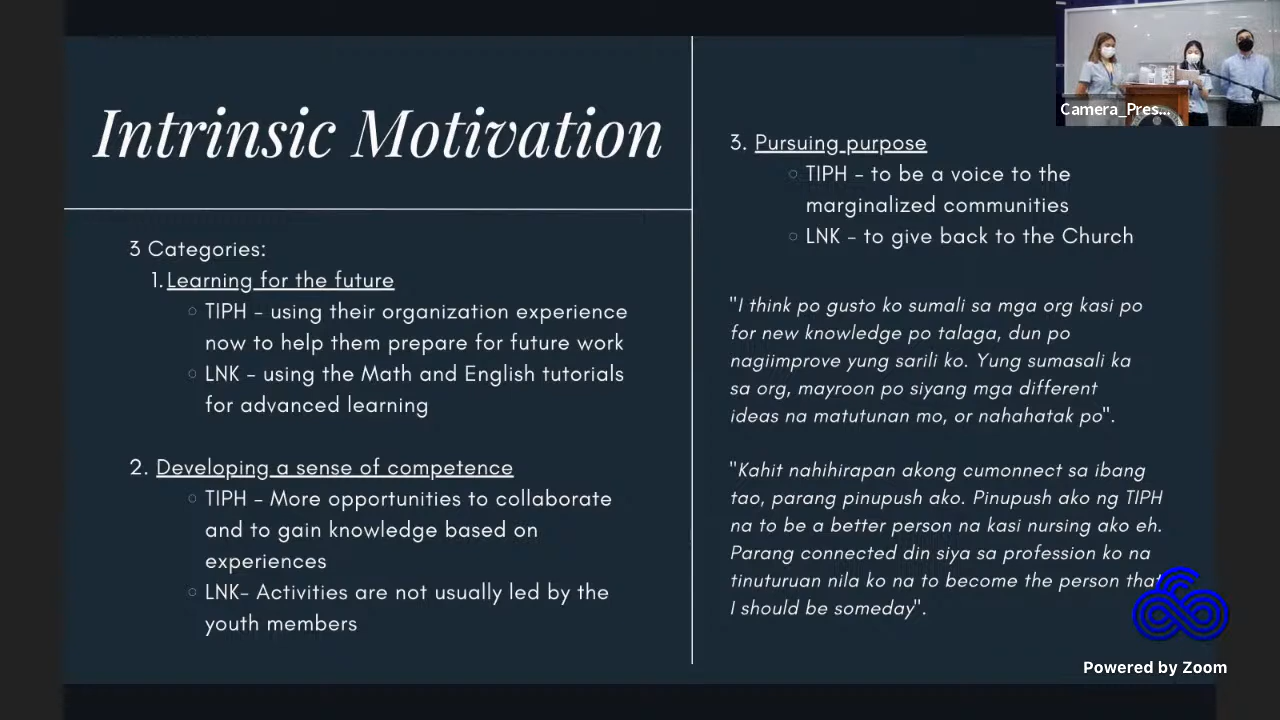 Intrinsic Motivation
3 Categories:
1. Learning for the future
TIPH – using their organization experience
now to help them prepare for future work
LNK – using the Math and English tutorials
for advanced learning
2. Developing a sense of competence
TIPH – More opportunities to collaborate
and to gain knowledge based on
experiences
LNK– Activities are not usually led by the
youth members
3. Pursuing purpose
TIPH – to be a voice to the
marginalized communities
LNK – to give back to the Church
"I think po gusto ko sumali sa mga org kasi po
for new knowledge po talaga, dun po
nagiimprove yung sarili ko. Yung sumasali ka
sa org, mayroon po siyang mga different
ideas na matutunan mo, or nahahatak po".
"Kahit nahihirapan akong cumonnect sa ibang
tao, parang pinupush ako. Pinupush ako ng TIPH
na to be a better person na kasi nursing ako eh.
Parang connected din siya sa profession ko na
tinuturuan nila ko na to become the person that
I should be someday".
Camera_Pres...
Powered by Zoom